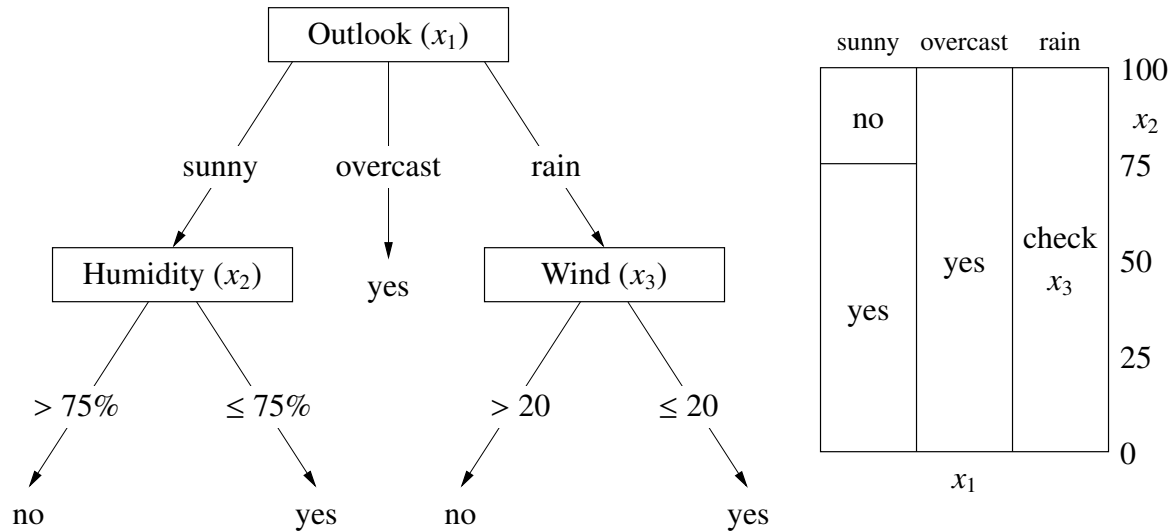 Outlook (x₁)
sunny
overcast
rain
Humidity (x₂)
yes
Wind (x₃)
> 75%
≤ 75%
> 20
≤ 20
no
yes
no
yes
sunny overcast rain
100
no
x₂
75
check
yes
50
x₃
yes
25
0
x₁